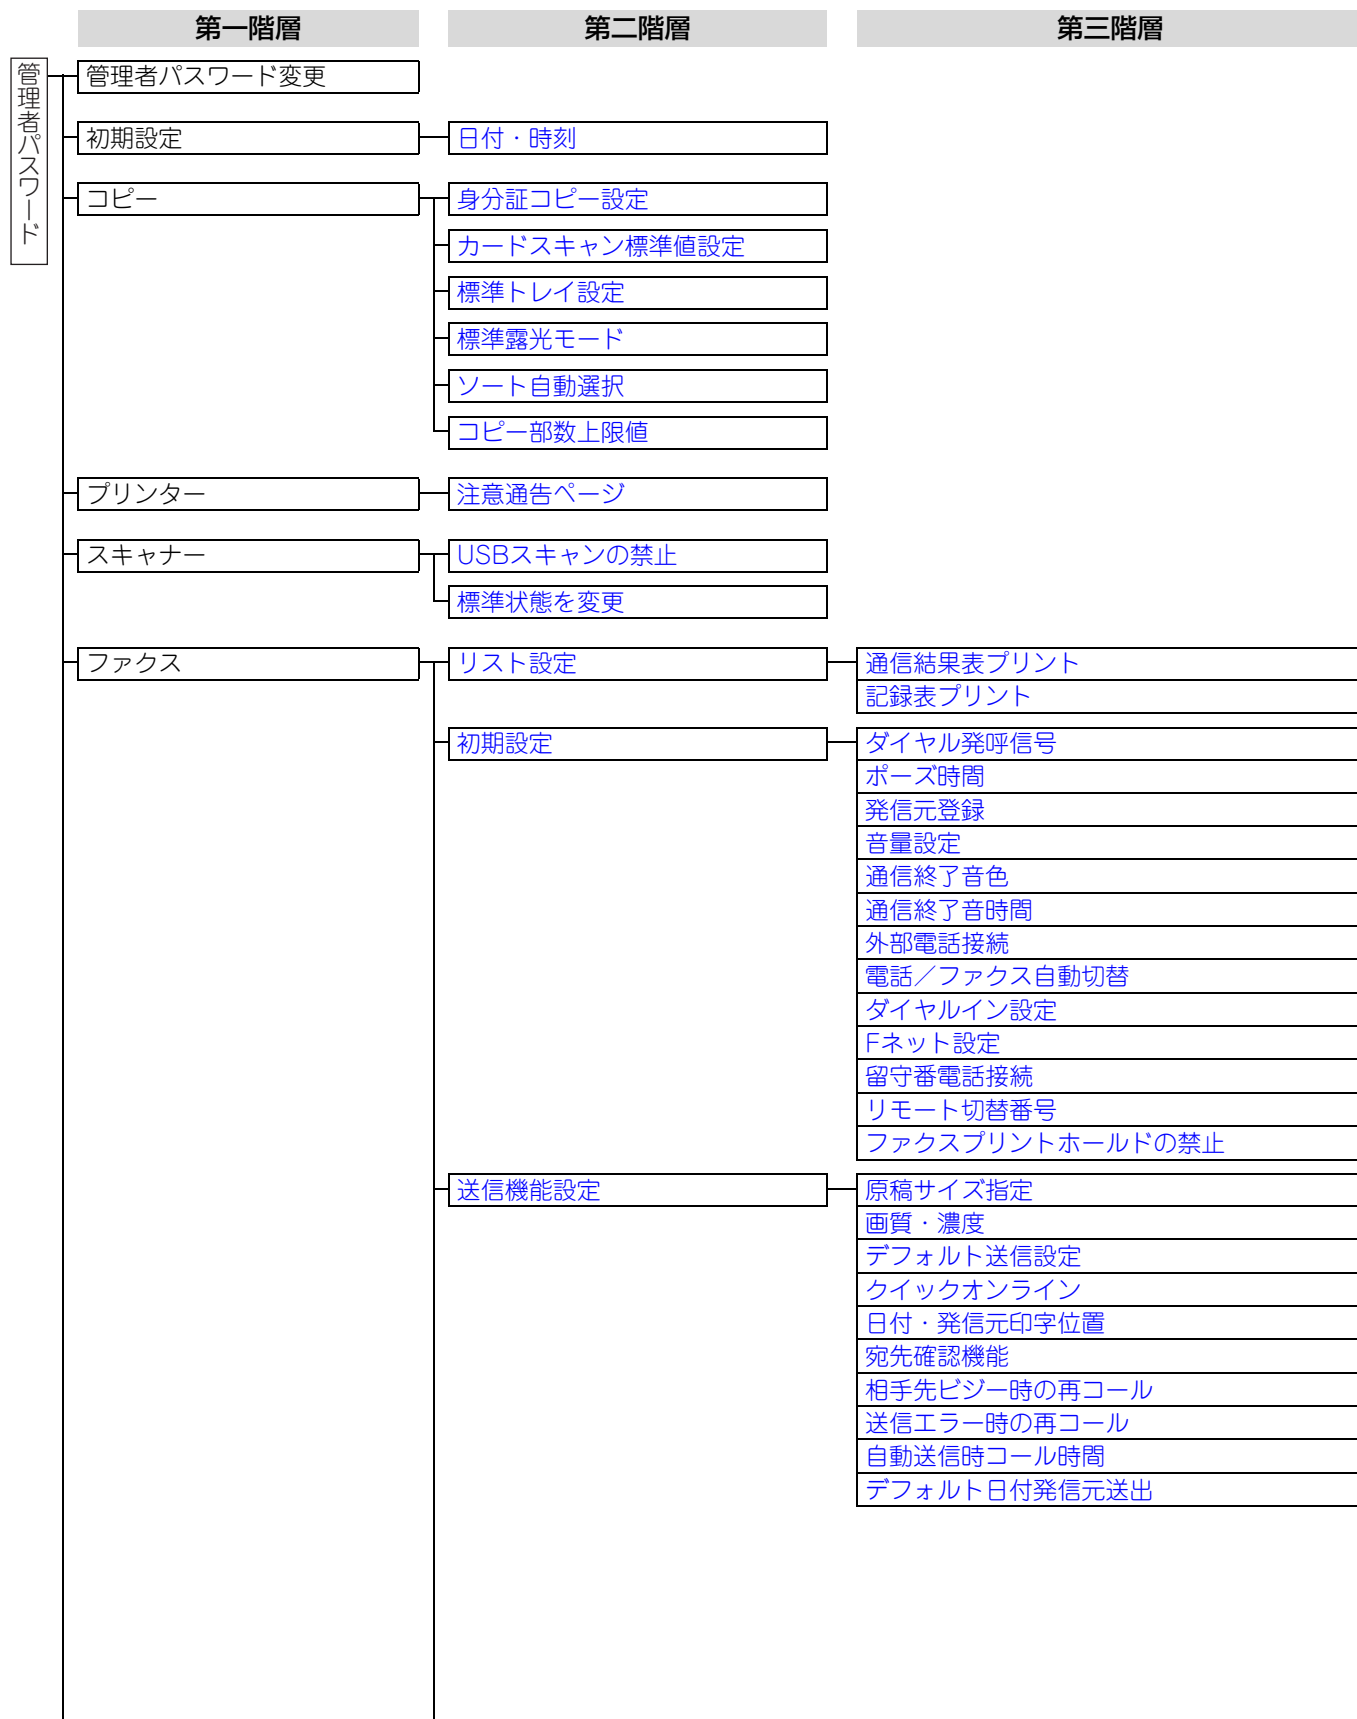 第一階層 第二階層 第三階層
管理者パスワード
管理者パスワード変更
初期設定 日付・時刻
コピー 身分証コピー設定
カードスキャン標準値設定
標準トレイ設定
標準露光モード
ソート自動選択
コピー部数上限値
プリンター 注意通告ページ
スキャナー USBスキャンの禁止
標準状態を変更
ファクス リスト設定 通信結果表プリント
記録表プリント
初期設定 ダイヤル発呼信号
ポーズ時間
発信元登録
音量設定
通信終了音色
通信終了音時間
外部電話接続
電話／ファクス自動切替
ダイヤルイン設定
Fネット設定
留守番電話接続
リモート切替番号
ファクスプリントホールドの禁止
送信機能設定 原稿サイズ指定
画質・濃度
デフォルト送信設定
クイックオンライン
日付・発信元印字位置
宛先確認機能
相手先ビジー時の再コール
送信エラー時の再コール
自動送信時コール時間
デフォルト日付発信元送出